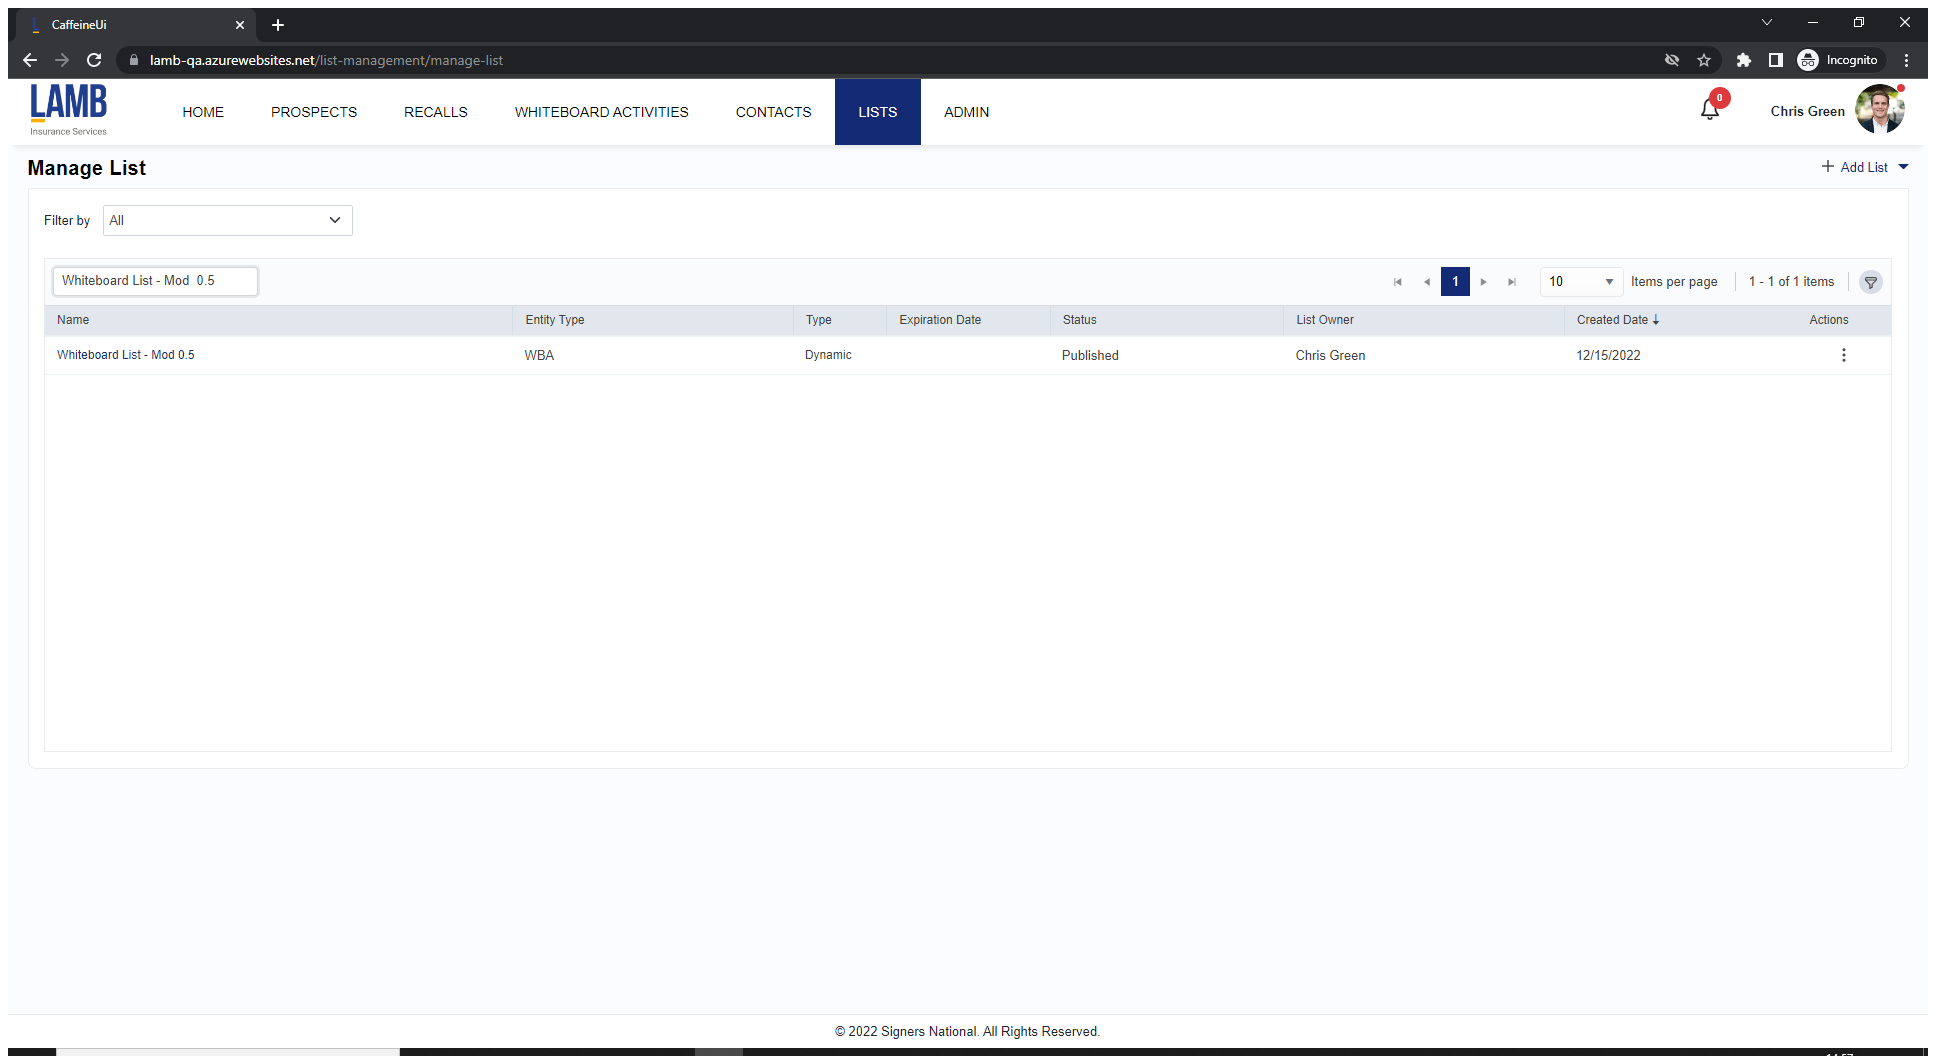 CaffeineUi
lamb-qa.azurewebsites.net/list-management/manage-list
Incognito
LAMB
Insurance Services
HOME PROSPECTS RECALLS WHITEBOARD ACTIVITIES CONTACTS LISTS ADMIN
0
Chris Green
Manage List
Add List
Filter by All
Whiteboard List - Mod  0.5
1
10 Items per page 1 - 1 of 1 items
Name Entity Type Type Expiration Date Status List Owner Created Date Actions
Whiteboard List - Mod 0.5 WBA Dynamic Published Chris Green 12/15/2022
© 2022 Signers National. All Rights Reserved.